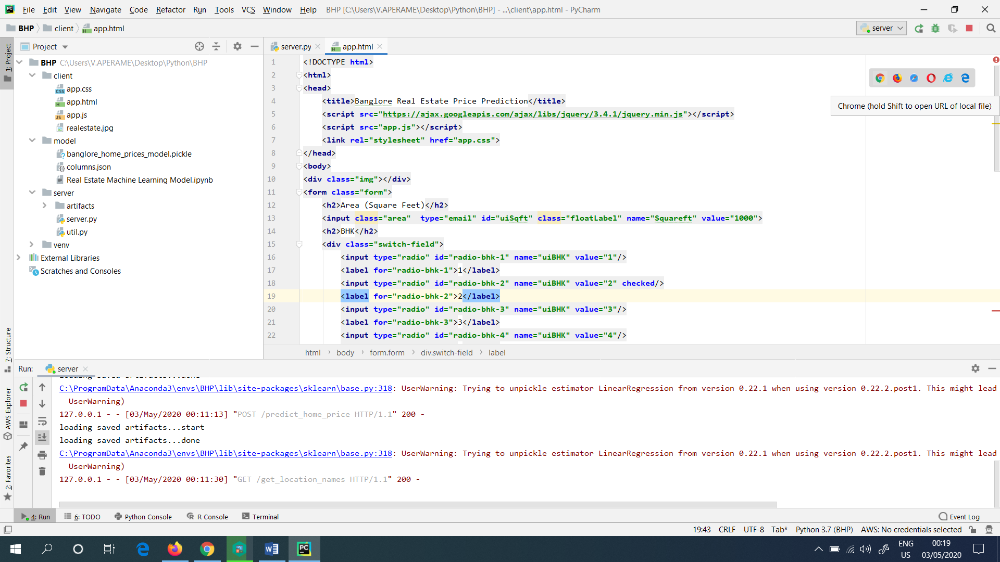 File Edit View Navigate Code Refactor Run Tools VCS Window Help BHP [C:\Users\V.APERAME\Desktop\Python\BHP] - ...\client\app.html - PyCharm
BHP client app.html
server
1: Project
Project
server.py
app.html
BHP C:\Users\V.APERAME\Desktop\Python\BHP
client
app.css
app.html
app.js
realestate.jpg
model
banglore_home_prices_model.pickle
columns.json
Real Estate Machine Learning Model.ipynb
server
artifacts
server.py
util.py
venv
External Libraries
Scratches and Consoles
1 <!DOCTYPE html>
2 <html>
3 <head>
4 <title>Banglore Real Estate Price Prediction</title>
5 <script src="https://ajax.googleapis.com/ajax/libs/jquery/3.4.1/jquery.min.js"></script>
6 <script src="app.js"></script>
7 <link rel="stylesheet" href="app.css">
8 </head>
9 <body>
10 <div class="img"></div>
11 <form class="form">
12 <h2>Area (Square Feet)</h2>
13 <input class="area"  type="email" id="uiSqft" class="floatLabel" name="Squareft" value="1000">
14 <h2>BHK</h2>
15 <div class="switch-field">
16 <input type="radio" id="radio-bhk-1" name="uiBHK" value="1"/>
17 <label for="radio-bhk-1">1</label>
18 <input type="radio" id="radio-bhk-2" name="uiBHK" value="2" checked/>
19 <label for="radio-bhk-2">2</label>
20 <input type="radio" id="radio-bhk-3" name="uiBHK" value="3"/>
21 <label for="radio-bhk-3">3</label>
22 <input type="radio" id="radio-bhk-4" name="uiBHK" value="4"/>
Chrome (hold Shift to open URL of local file)
html › body › form.form › div.switch-field › label
7: Structure
AWS Explorer
2: Favorites
Run: server
loading saved artifacts...done
C:\ProgramData\Anaconda3\envs\BHP\lib\site-packages\sklearn\base.py:318: UserWarning: Trying to unpickle estimator LinearRegression from version 0.22.1 when using version 0.22.2.post1. This might lead
UserWarning)
127.0.0.1 - - [03/May/2020 00:11:13] "POST /predict_home_price HTTP/1.1" 200 -
loading saved artifacts...start
loading saved artifacts...done
C:\ProgramData\Anaconda3\envs\BHP\lib\site-packages\sklearn\base.py:318: UserWarning: Trying to unpickle estimator LinearRegression from version 0.22.1 when using version 0.22.2.post1. This might lead
UserWarning)
127.0.0.1 - - [03/May/2020 00:11:30] "GET /get_location_names HTTP/1.1" 200 -
4: Run 6: TODO Python Console R Console Terminal Event Log
19:43 CRLF UTF-8 Tab* Python 3.7 (BHP) AWS: No credentials selected
ENG 00:19
US 03/05/2020